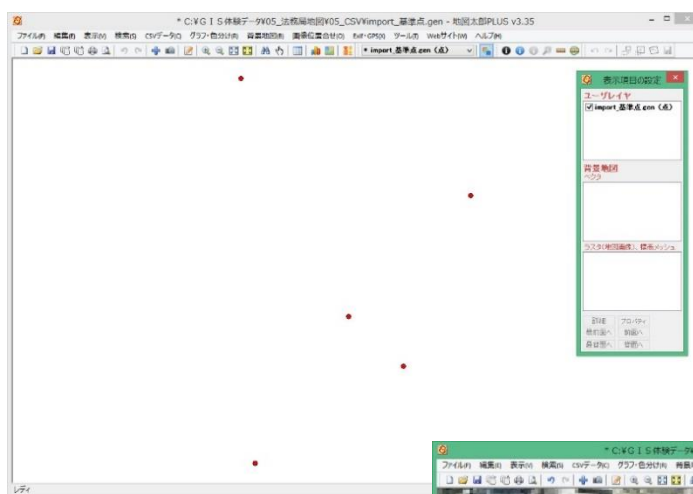 * C:¥GIS体験データ¥05_法務局地図¥05_CSV¥import_基準点.gen - 地図太郎PLUS v3.35
ファイル(F) 編集(E) 表示(V) 検索(S) CSVデータ(C) グラフ・色分け(R) 背景地図(B) 画像位置合せ(O) Exif・GPS(X) ツール(T) Webサイト(W) ヘルプ(H)
* import_基準点.gen (点)
表示項目の設定
ユーザレイヤ
import_基準点.gen (点)
背景地図
ベクタ
ラスタ(地図画像)、標高メッシュ
詳細 プロパティ
最前面へ 前面へ
最背面へ 背面へ
レディ
* C:¥GIS体験データ¥
ファイル(F) 編集(E) 表示(V) 検索(S) CSVデータ(C) グラフ・色分け(R)